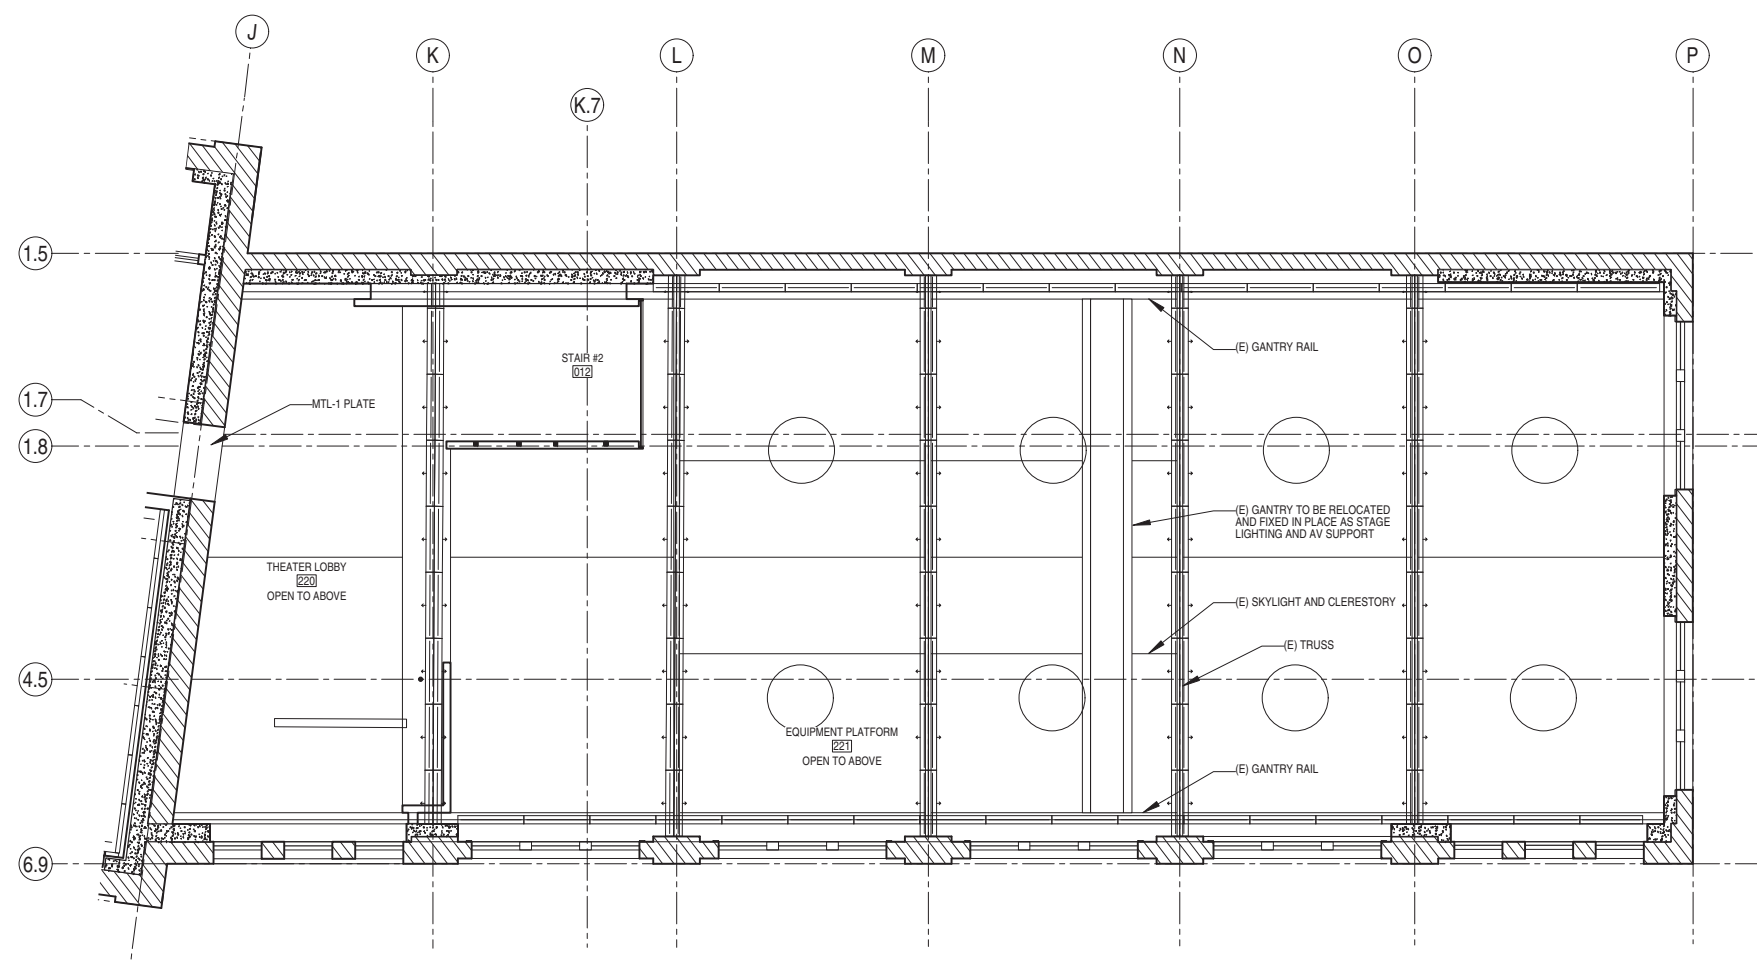 J
K
L
M
N
O
P
K.7
1.5
(E) GANTRY RAIL
STAIR #2
012
1.7
MTL-1 PLATE
1.8
(E) GANTRY TO BE RELOCATED
AND FIXED IN PLACE AS STAGE
LIGHTING AND AV SUPPORT
THEATER LOBBY
220
OPEN TO ABOVE
(E) SKYLIGHT AND CLERESTORY
(E) TRUSS
4.5
EQUIPMENT PLATFORM
221
OPEN TO ABOVE
(E) GANTRY RAIL
6.9